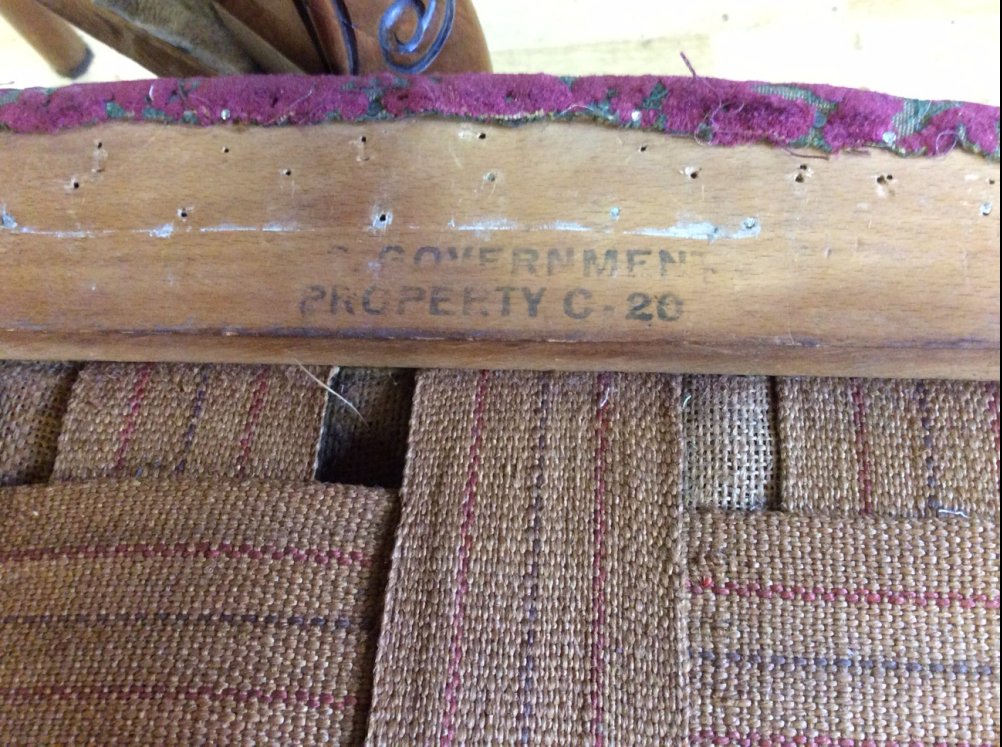 S. GOVERNMENT
PROPERTY C-20